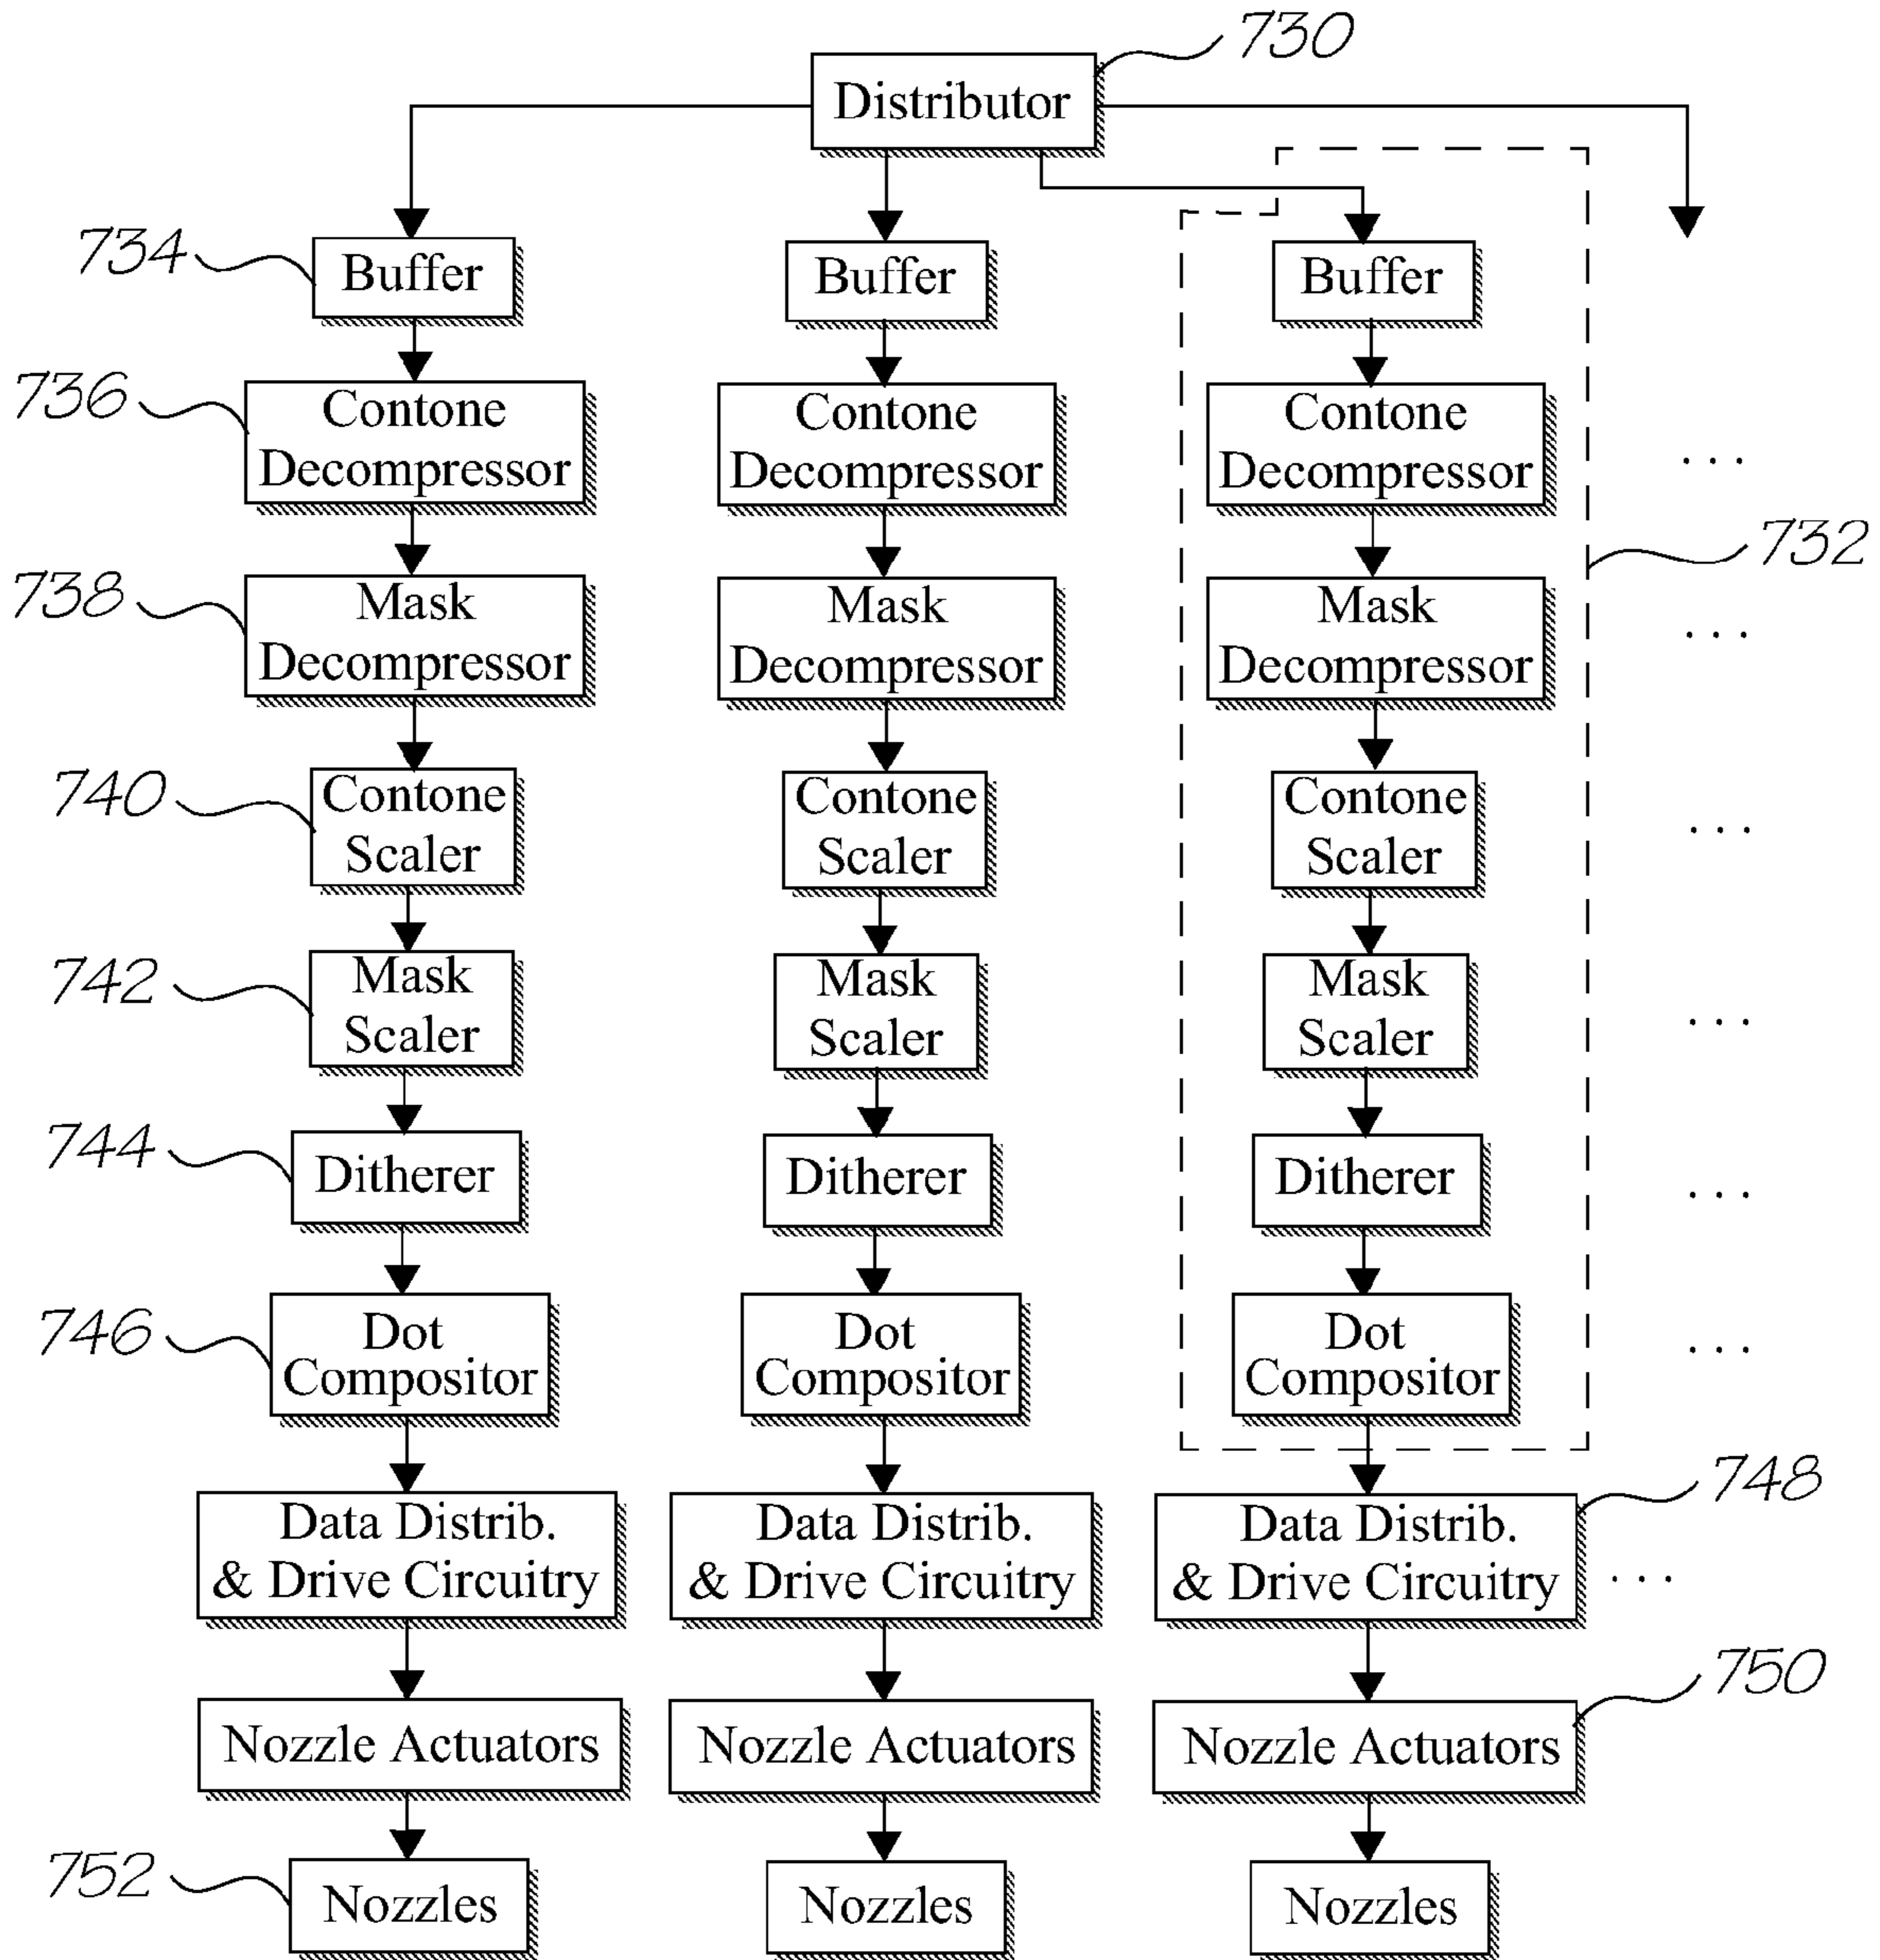 730
Distributor
734
Buffer
Buffer
Buffer
736
Contone
Decompressor
Contone
Decompressor
Contone
Decompressor
...
732
738
Mask
Decompressor
Mask
Decompressor
Mask
Decompressor
...
740
Contone
Scaler
Contone
Scaler
Contone
Scaler
...
742
Mask
Scaler
Mask
Scaler
Mask
Scaler
...
744
Ditherer
Ditherer
Ditherer
...
746
Dot
Compositor
Dot
Compositor
Dot
Compositor
...
748
Data Distrib.
& Drive Circuitry
Data Distrib.
& Drive Circuitry
Data Distrib.
& Drive Circuitry
...
750
Nozzle Actuators
Nozzle Actuators
Nozzle Actuators
752
Nozzles
Nozzles
Nozzles